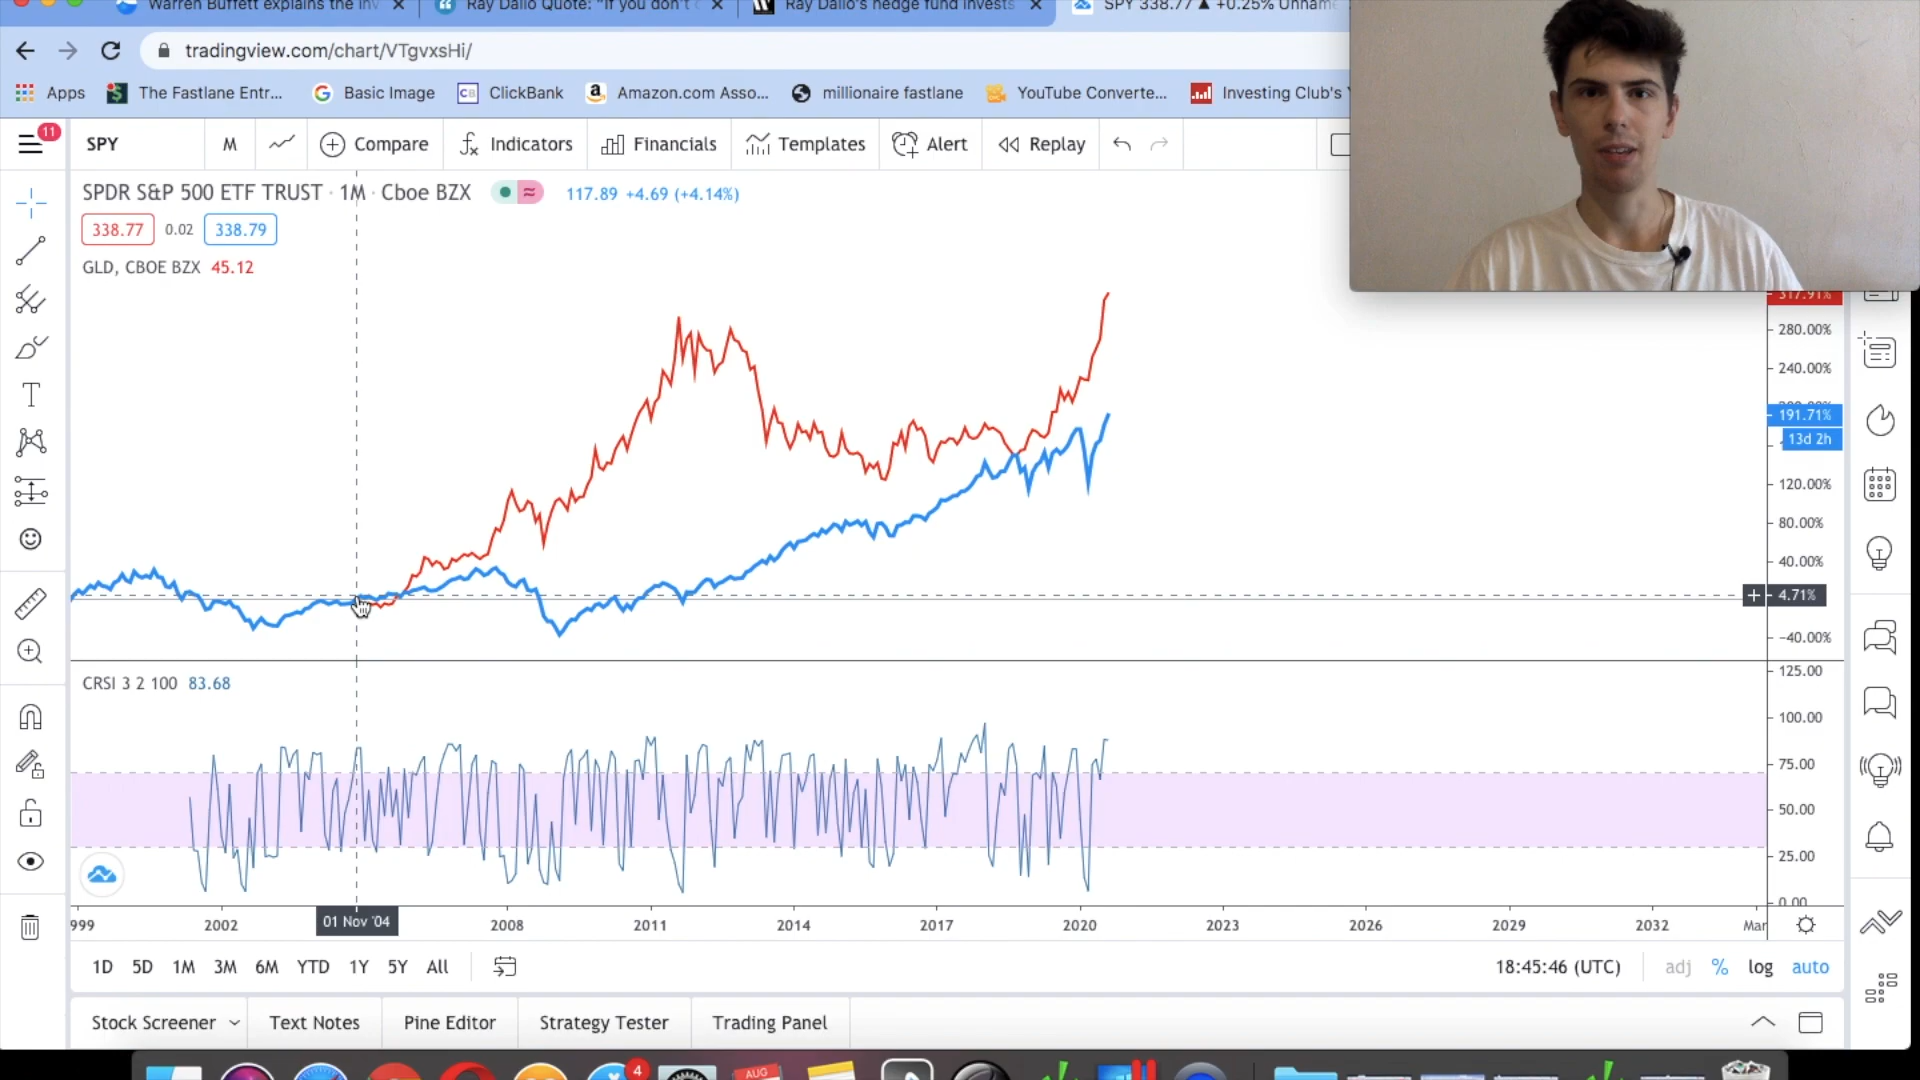 Warren Buffett explains the inv
Ray Dalio Quote: "If you don't
Ray Dalio's hedge fund invests
SPY 338.77 ▲ +0.25% Unname
tradingview.com/chart/VTgvxsHi/
Apps
The Fastlane Entr...
Basic Image
CB
ClickBank
Amazon.com Asso...
millionaire fastlane
YouTube Converte...
Investing Club's
11
SPY
M
Compare
Indicators
Financials
Templates
Alert
Replay
SPDR S&P 500 ETF TRUST · 1M · Cboe BZX
117.89 +4.69 (+4.14%)
338.77
0.02
338.79
GLD, CBOE BZX 45.12
317.91%
280.00%
240.00%
191.71%
13d 2h
120.00%
80.00%
40.00%
4.71%
−40.00%
CRSI 3 2 100 83.68
125.00
100.00
75.00
50.00
25.00
0.00
999
2002
01 Nov '04
2008
2011
2014
2017
2020
2023
2026
2029
2032
Mar
1D
5D
1M
3M
6M
YTD
1Y
5Y
All
18:45:46 (UTC)
adj
%
log
auto
Stock Screener
Text Notes
Pine Editor
Strategy Tester
Trading Panel
4
AUG